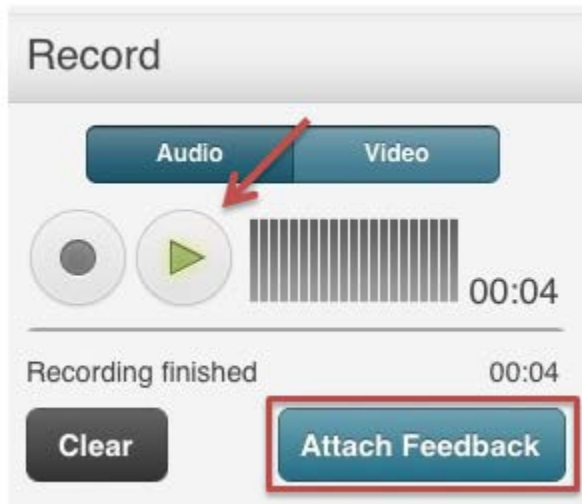 Record
Audio Video
00:04
Recording finished 00:04
Clear Attach Feedback